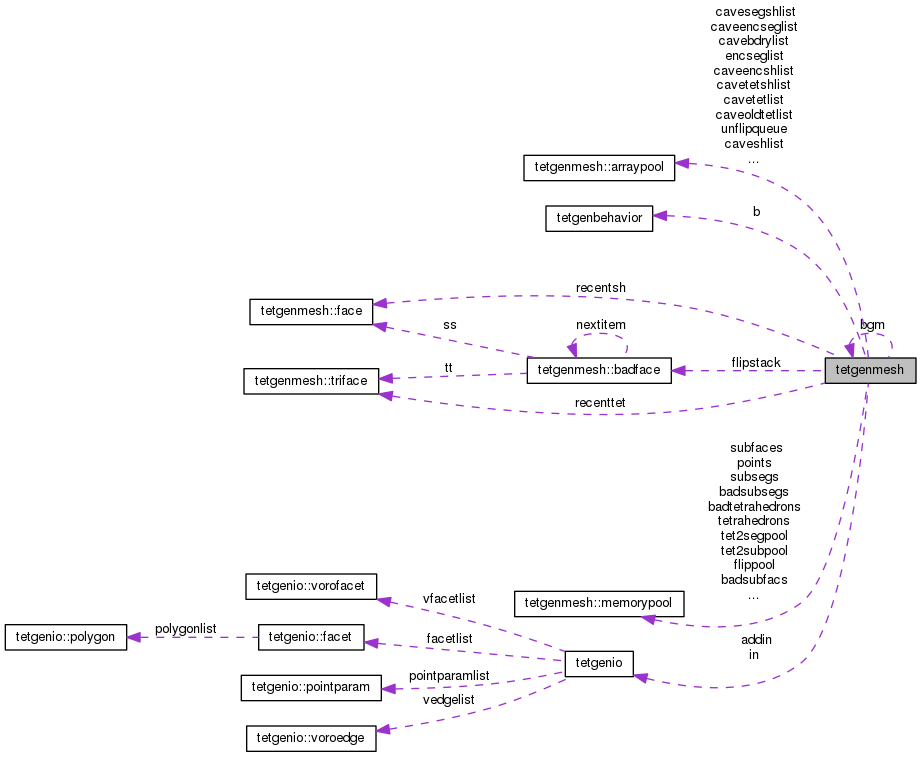 cavesegshlist
caveencseglist
cavebdrylist
encseglist
caveencshlist
cavetetshlist
cavetetlist
caveoldtetlist
unflipqueue
caveshlist
...
tetgenmesh::arraypool
b
tetgenbehavior
recentsh
tetgenmesh::face
ss
nextitem
bgm
tetgenmesh::badface
flipstack
tetgenmesh
tt
tetgenmesh::triface
recenttet
subfaces
points
subsegs
badsubsegs
badtetrahedrons
tetrahedrons
tet2segpool
tet2subpool
flippool
badsubfacs
...
tetgenmesh::memorypool
tetgenio::vorofacet
vfacetlist
tetgenio::polygon
polygonlist
tetgenio::facet
facetlist
addin
in
tetgenio
pointparamlist
tetgenio::pointparam
vedgelist
tetgenio::voroedge